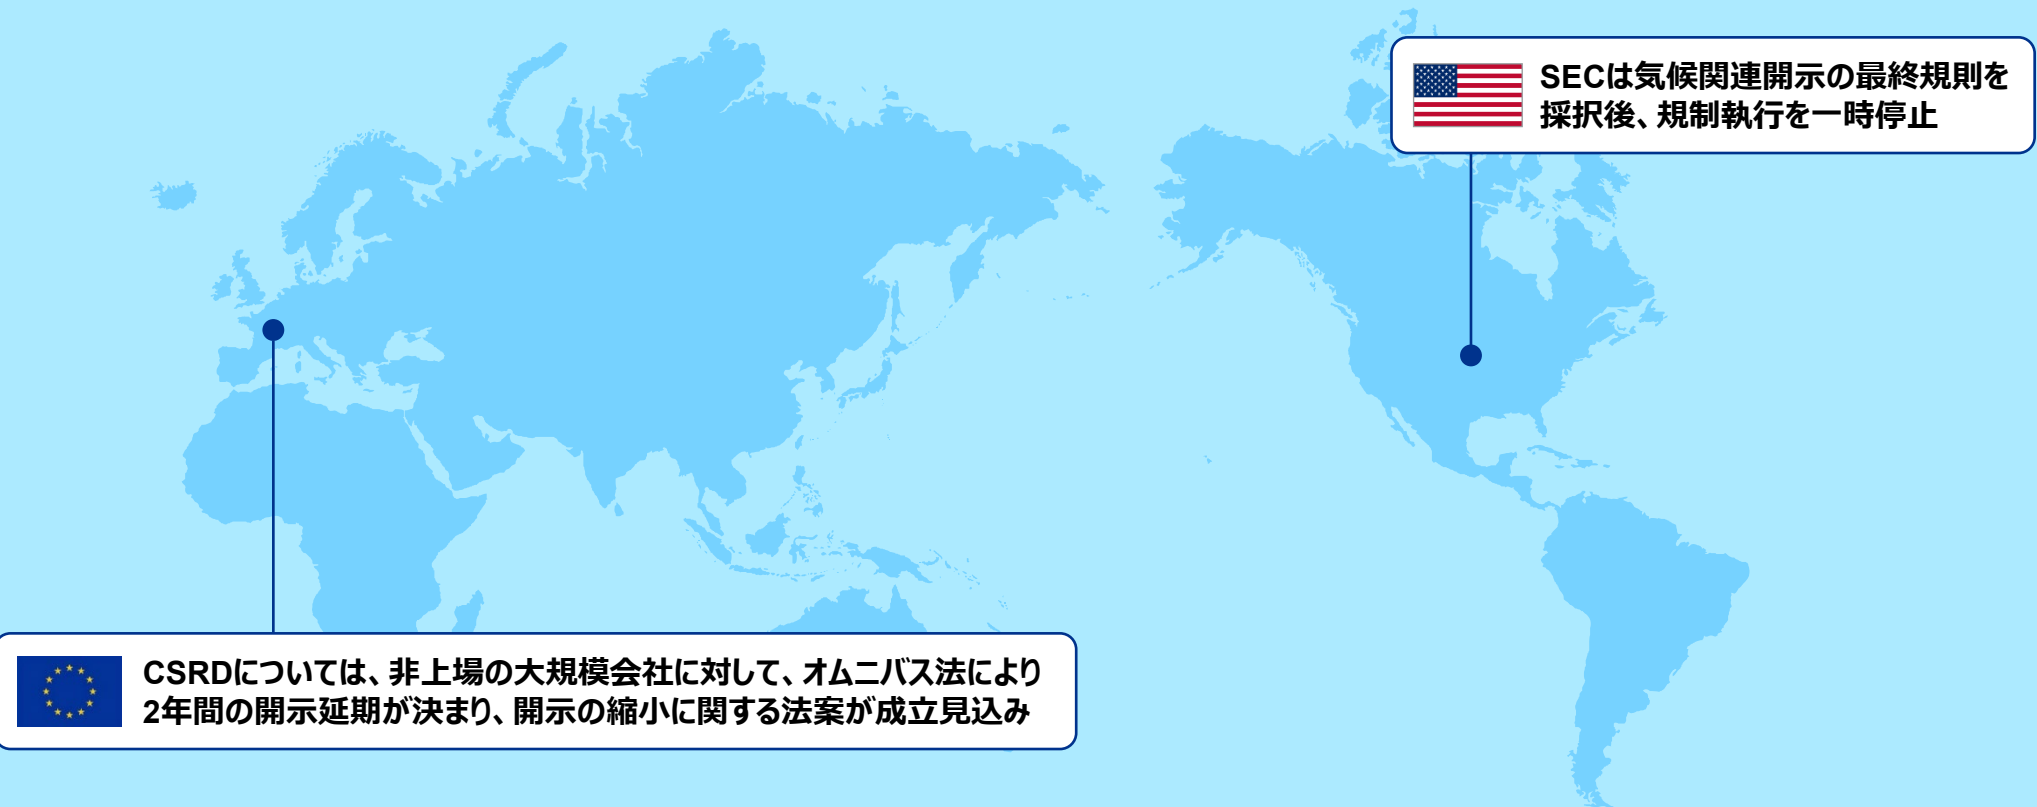 SECは気候関連開示の最終規則を
採択後、規制執行を一時停止
CSRDについては、非上場の大規模会社に対して、オムニバス法により
2年間の開示延期が決まり、開示の縮小に関する法案が成立見込み